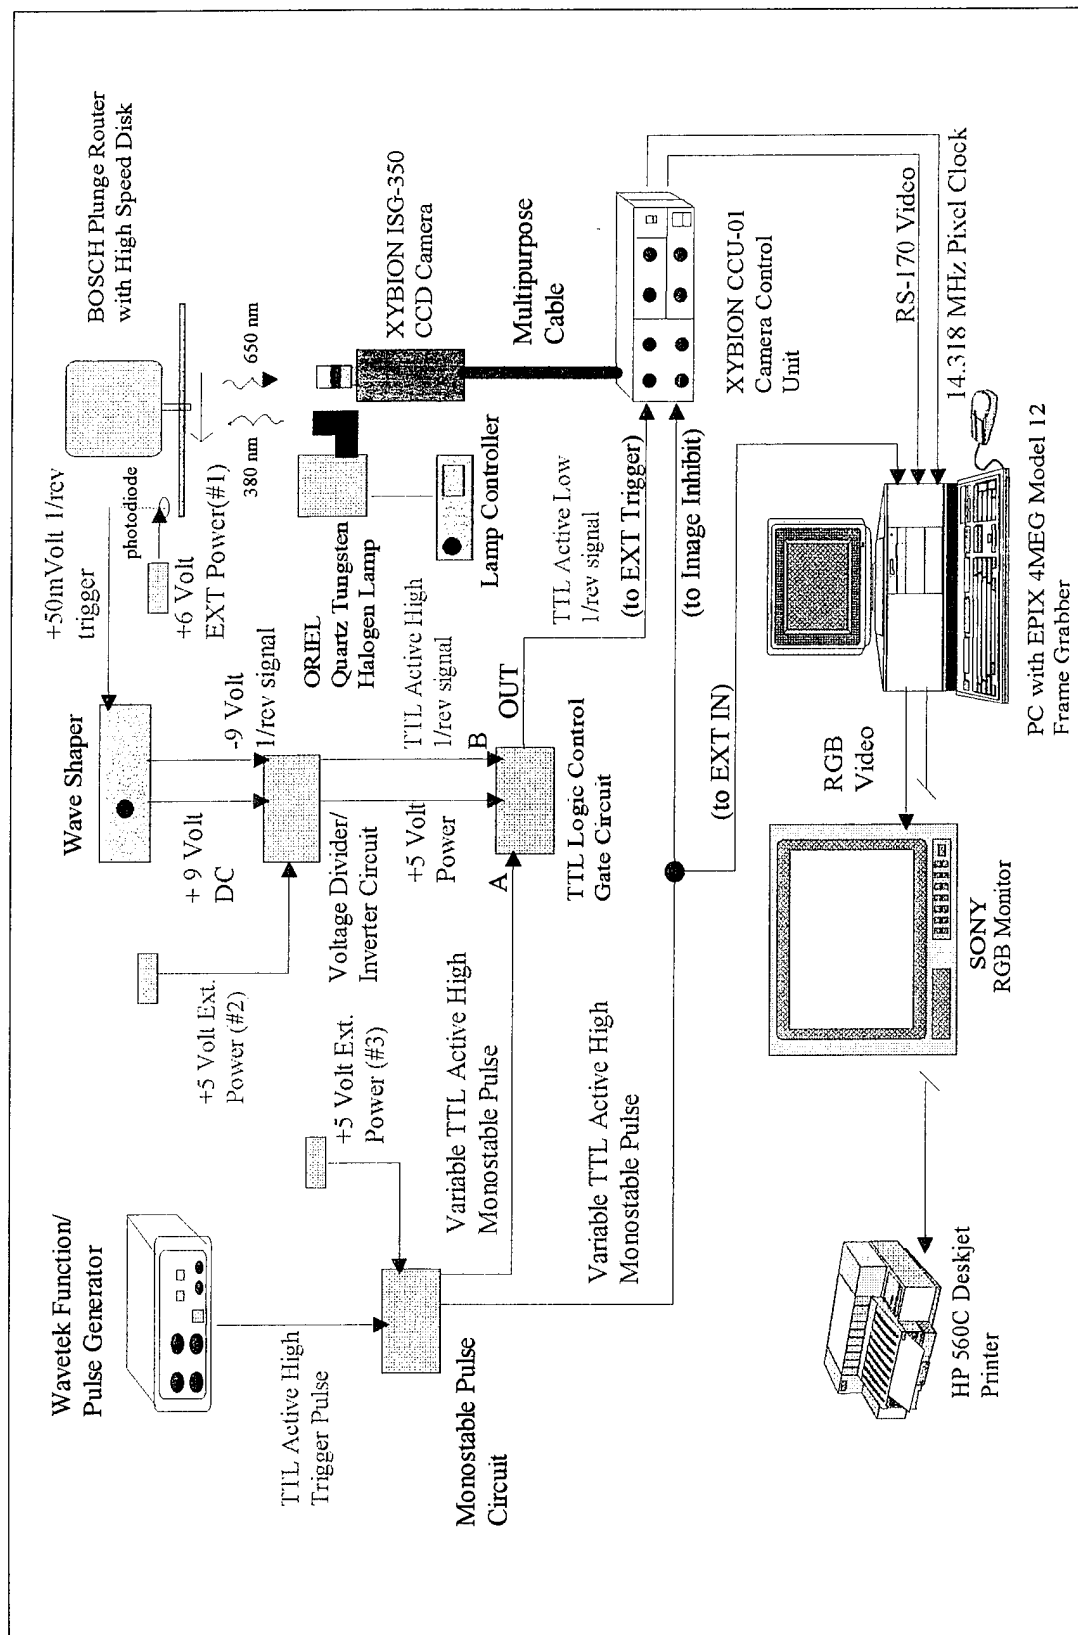 Wavetek Function/
Pulse Generator
TTL Active High
Trigger Pulse
Monostable Pulse
Circuit
+5 Volt Ext.
Power (#3)
Variable TTL Active High
Monostable Pulse
Variable TTL Active High
Monostable Pulse
+5 Volt Ext.
Power (#2)
Wave Shaper
+ 9 Volt
DC
-9 Volt
1/rev signal
Voltage Divider/
Inverter Circuit
+5 Volt
Power
TTL Active High
1/rev signal
A
B
OUT
TTL Logic Control
Gate Circuit
+50mVolt 1/rev
trigger
photodiode
+6 Volt
EXT Power(#1)
BOSCH Plunge Router
with High Speed Disk
380 nm
650 nm
ORIEL
Quartz Tungsten
Halogen Lamp
Lamp Controller
XYBION ISG-350
CCD Camera
Multipurpose
Cable
TTL Active Low
1/rev signal
(to EXT Trigger)
(to Image Inhibit)
XYBION CCU-01
Camera Control
Unit
(to EXT IN)
RS-170 Video
14.318 MHz Pixel Clock
PC with EPIX 4MEG Model 12
Frame Grabber
RGB
Video
SONY
RGB Monitor
HP 560C Deskjet
Printer